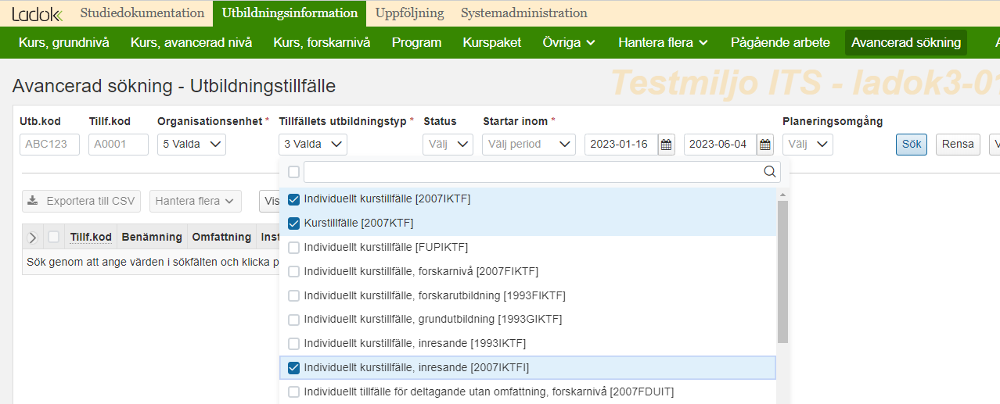 Ladok Studiedokumentation Utbildningsinformation Uppföljning Systemadministration
Kurs, grundnivå Kurs, avancerad nivå Kurs, forskarnivå Program Kurspaket Övriga Hantera flera Pågående arbete Avancerad sökning A
Avancerad sökning - Utbildningstillfälle Testmiljo ITS - ladok3-01
Utb.kod Tillf.kod Organisationsenhet * Tillfällets utbildningstyp * Status Startar inom * Planeringsomgång
ABC123 A0001 5 Valda 3 Valda Välj Välj period 2023-01-16 2023-06-04 Välj Sök Rensa V
Individuellt kurstillfälle [2007IKTF]
Exportera till CSV Hantera flera Vis
Kurstillfälle [2007KTF]
Tillf.kod Benämning Omfattning Inst
Individuellt kurstillfälle [FUPIKTF]
Sök genom att ange värden i sökfälten och klicka p
Individuellt kurstillfälle, forskarnivå [2007FIKTF]
Individuellt kurstillfälle, forskarutbildning [1993FIKTF]
Individuellt kurstillfälle, grundutbildning [1993GIKTF]
Individuellt kurstillfälle, inresande [1993IKTF]
Individuellt kurstillfälle, inresande [2007IKTFI]
Individuellt tillfälle för deltagande utan omfattning, forskarnivå [2007FDUIT]